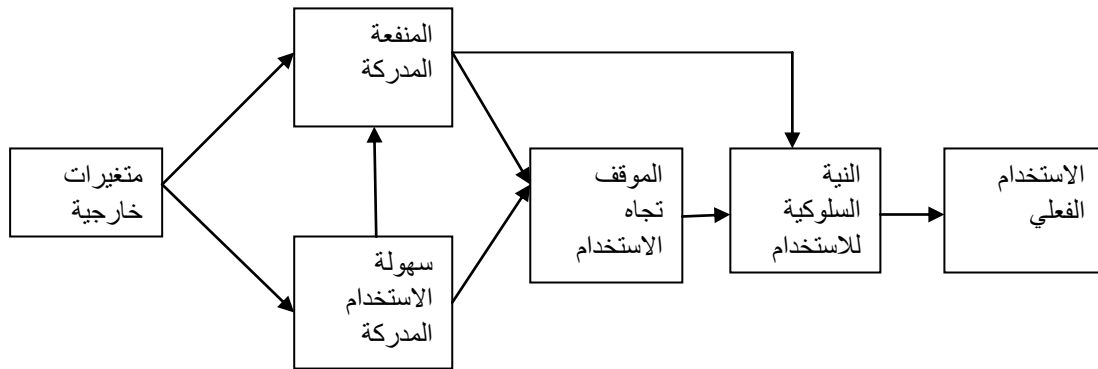 المنفعة
المدركة
متغيرات
خارجية
سهولة
الاستخدام
المدركة
الموقف
تجاه
الاستخدام
النية
السلوكية
للاستخدام
الاستخدام
الفعلي